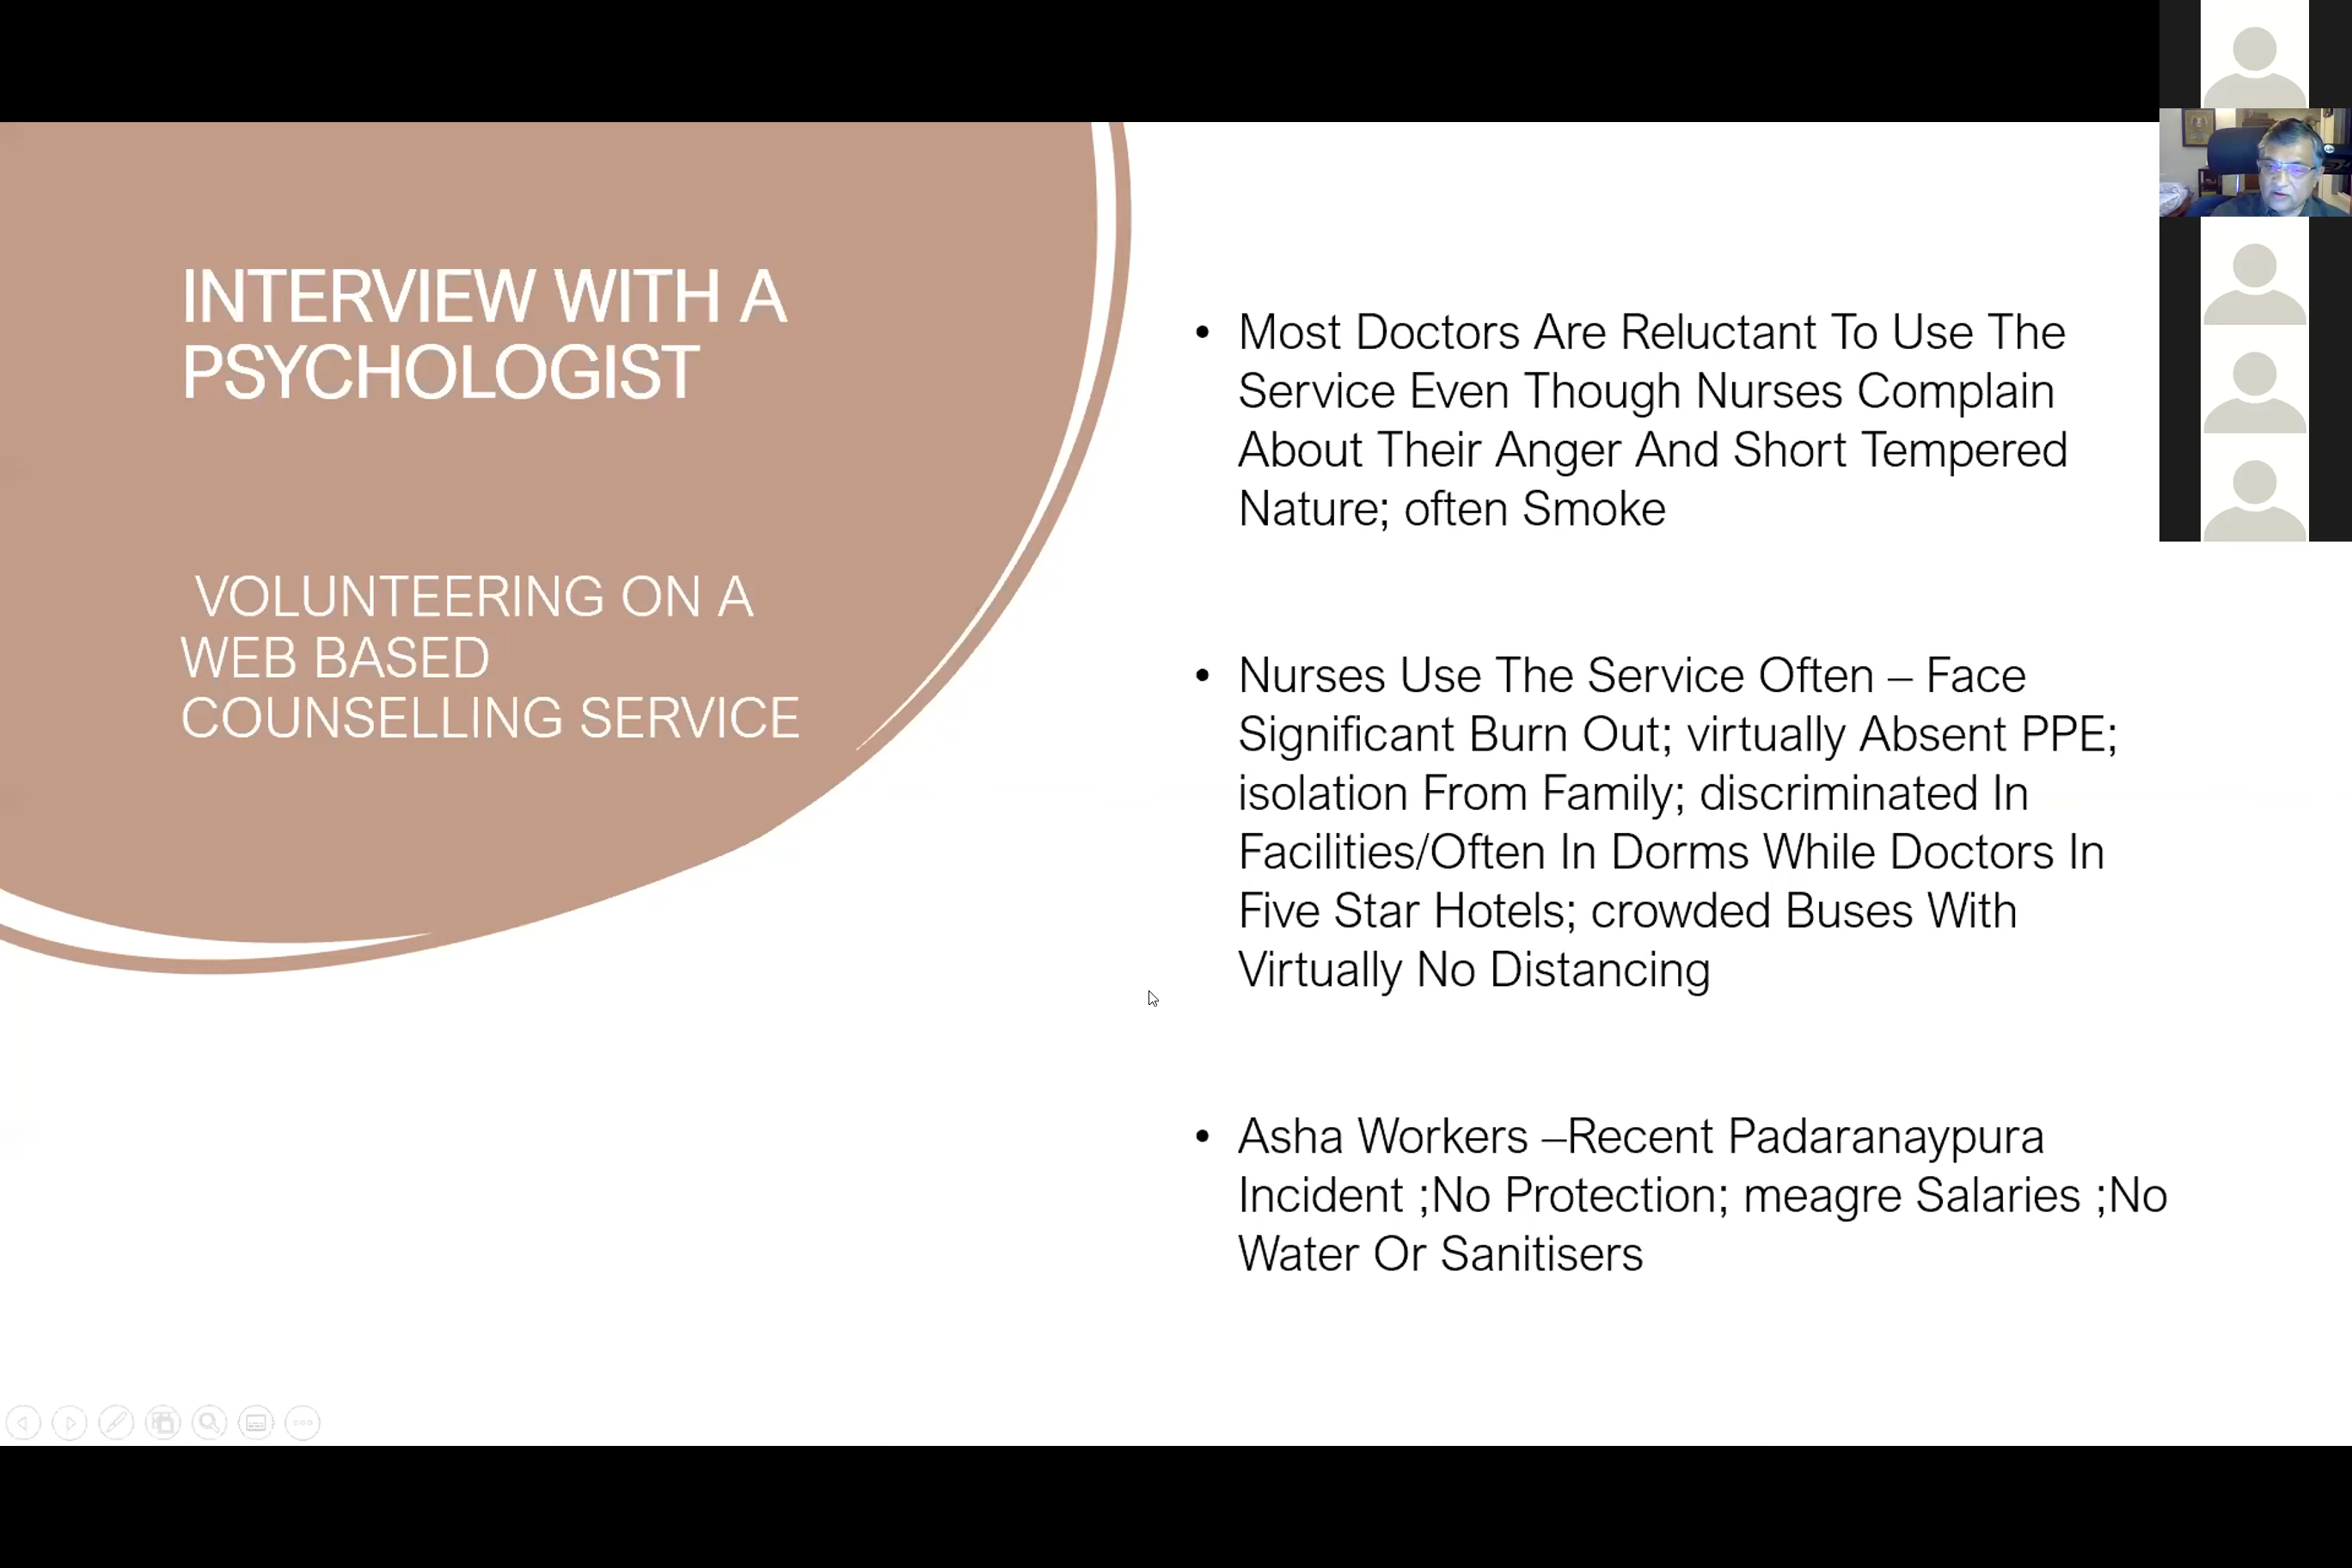 INTERVIEW WITH A
PSYCHOLOGIST
VOLUNTEERING ON A
WEB BASED
COUNSELLING SERVICE
• Most Doctors Are Reluctant To Use The
Service Even Though Nurses Complain
About Their Anger And Short Tempered
Nature; often Smoke
• Nurses Use The Service Often – Face
Significant Burn Out; virtually Absent PPE;
isolation From Family; discriminated In
Facilities/Often In Dorms While Doctors In
Five Star Hotels; crowded Buses With
Virtually No Distancing
• Asha Workers –Recent Padaranaypura
Incident ;No Protection; meagre Salaries ;No
Water Or Sanitisers